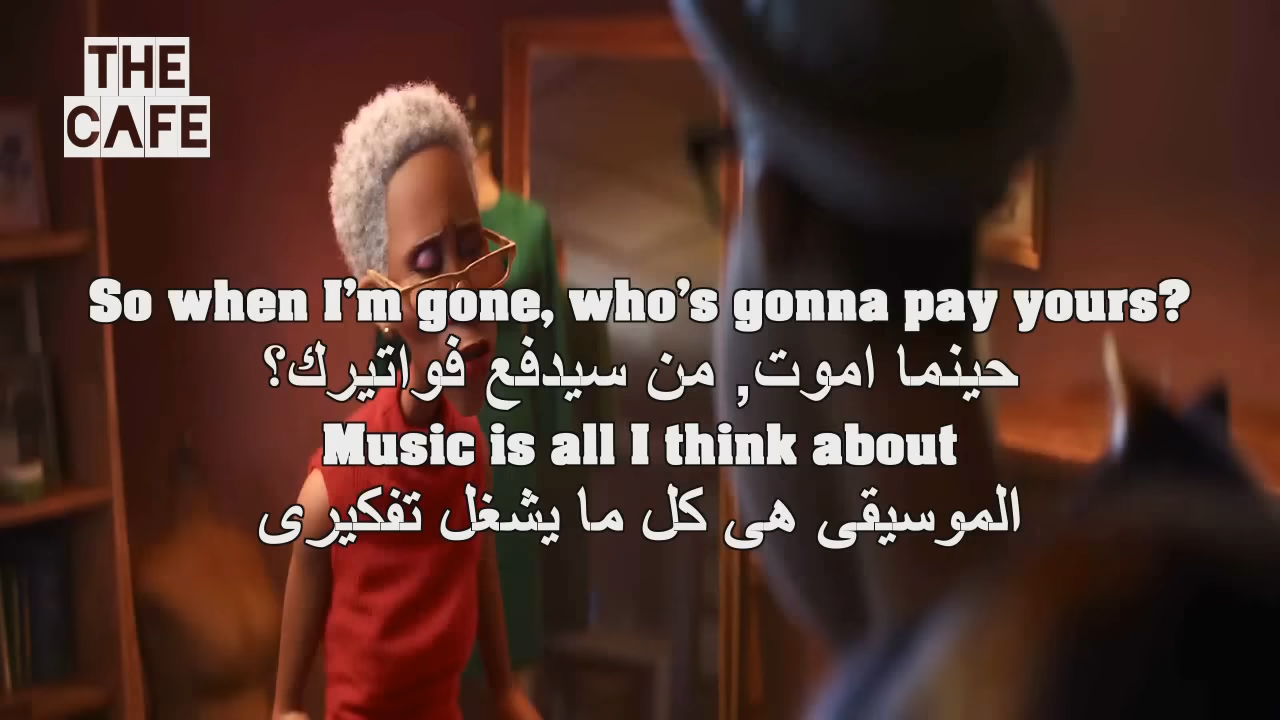 THE
CAFE
So when I'm gone, who's gonna pay yours?
حينما اموت, من سيدفع فواتيرك؟
Music is all I think about
الموسيقى هى كل ما يشغل تفكيرى